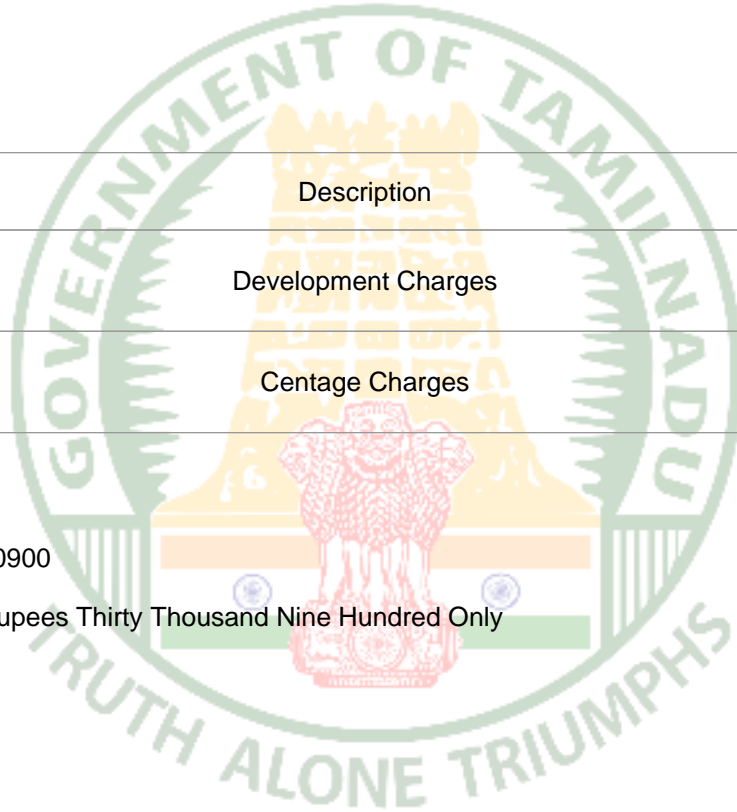 GOVERNMENT OF TAMILNADU
Description
Development Charges
Centage Charges
0900
upees Thirty Thousand Nine Hundred Only
TRUTH ALONE TRIUMPHS